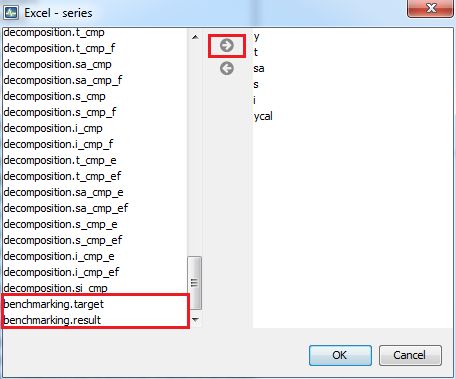 Excel - series
decomposition.t_cmp
decomposition.t_cmp_f
decomposition.sa_cmp
decomposition.sa_cmp_f
decomposition.s_cmp
decomposition.s_cmp_f
decomposition.i_cmp
decomposition.i_cmp_f
decomposition.t_cmp_e
decomposition.t_cmp_ef
decomposition.sa_cmp_e
decomposition.sa_cmp_ef
decomposition.s_cmp_e
decomposition.s_cmp_ef
decomposition.i_cmp_e
decomposition.i_cmp_ef
decomposition.si_cmp
benchmarking.target
benchmarking.result
y
t
sa
s
i
ycal
OK
Cancel